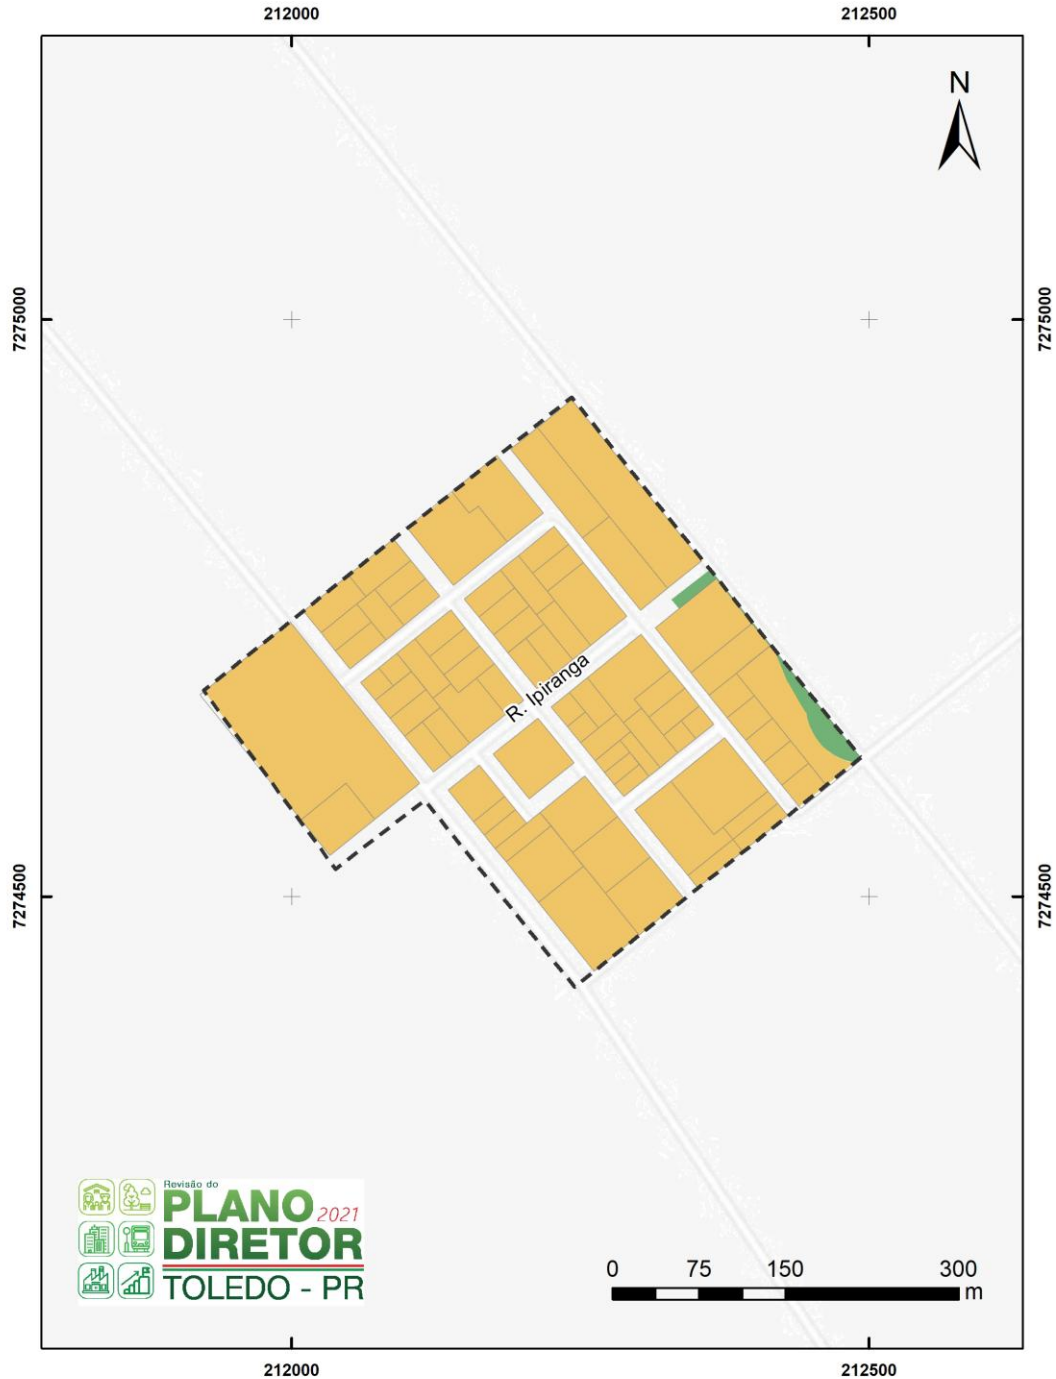 212000
212500
N
7275000
7275000
R. Ipiranga
7274500
7274500
Revisão do
PLANO 2021
DIRETOR
TOLEDO - PR
0 75 150 300
m
212000
212500